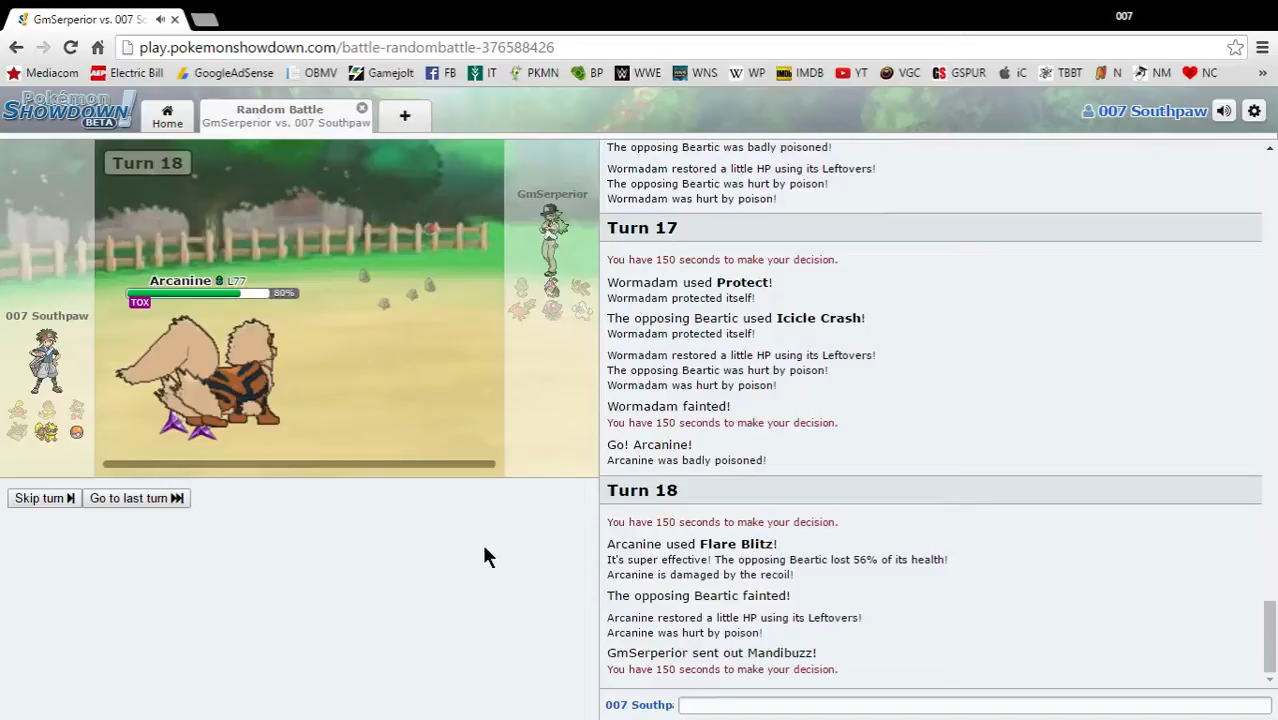 007
GmSerperior vs. 007 Sc
play.pokemonshowdown.com/battle-randombattle-376588426
Mediacom AEP Electric Bill GoogleAdSense OBMV Gamejolt FB IT PKMN BP WWE WNS W WP IMDb IMDB YT VGC GS GSPUR iC TBBT N NM NC »
Pokémon
Showdown
BETA
Home
Random Battle
GmSerperior vs. 007 Southpaw
+
007 Southpaw
Turn 18
GmSerperior
Arcanine L77
80%
TOX
007 Southpaw
Skip turn
Go to last turn
The opposing Beartic was badly poisoned!
Wormadam restored a little HP using its Leftovers!
The opposing Beartic was hurt by poison!
Wormadam was hurt by poison!
Turn 17
You have 150 seconds to make your decision.
Wormadam used Protect!
Wormadam protected itself!
The opposing Beartic used Icicle Crash!
Wormadam protected itself!
Wormadam restored a little HP using its Leftovers!
The opposing Beartic was hurt by poison!
Wormadam was hurt by poison!
Wormadam fainted!
You have 150 seconds to make your decision.
Go! Arcanine!
Arcanine was badly poisoned!
Turn 18
You have 150 seconds to make your decision.
Arcanine used Flare Blitz!
It's super effective! The opposing Beartic lost 56% of its health!
Arcanine is damaged by the recoil!
The opposing Beartic fainted!
Arcanine restored a little HP using its Leftovers!
Arcanine was hurt by poison!
GmSerperior sent out Mandibuzz!
You have 150 seconds to make your decision.
007 Southp